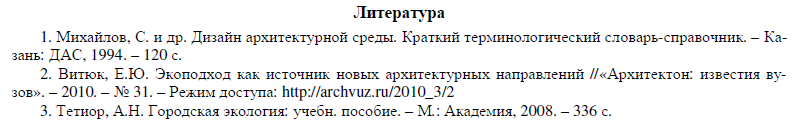 Литература
1. Михайлов, С. и др. Дизайн архитектурной среды. Краткий терминологический словарь-справочник. – Ка-
зань: ДАС, 1994. – 120 с.
2. Витюк, Е.Ю. Экоподход как источник новых архитектурных направлений //«Архитектон: известия ву-
зов». – 2010. – № 31. – Режим доступа: http://archvuz.ru/2010_3/2
3. Тетиор, А.Н. Городская экология: учебн. пособие. – М.: Академия, 2008. – 336 с.